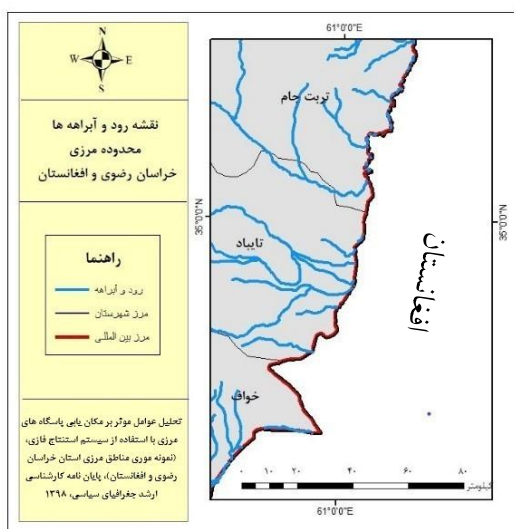 N
W E
S
نقشه رود و آبراهه ها
محدوده مرزی
خراسان رضوی و افغانستان
راهنما
رود و آبراهه
مرز شهرستان
مرز بین المللی
تحلیل عوامل موثر بر مکان یابی پاسگاه های
مرزی با استفاده از سیستم استنتاج فازی،
(نمونه موری مناطق مرزی استان خراسان
رضوی و افغانستان)، پایان نامه کارشناسی
ارشد جغرافیای سیاسی، ۱۳۹۸
61°0'0"E
تربت جام
35°0'0"N
35°0'0"N
تایباد
افغانستان
خواف
۰ ۱۰ ۲۰ ۴۰ ۶۰ ۸۰
کیلومتر
61°0'0"E